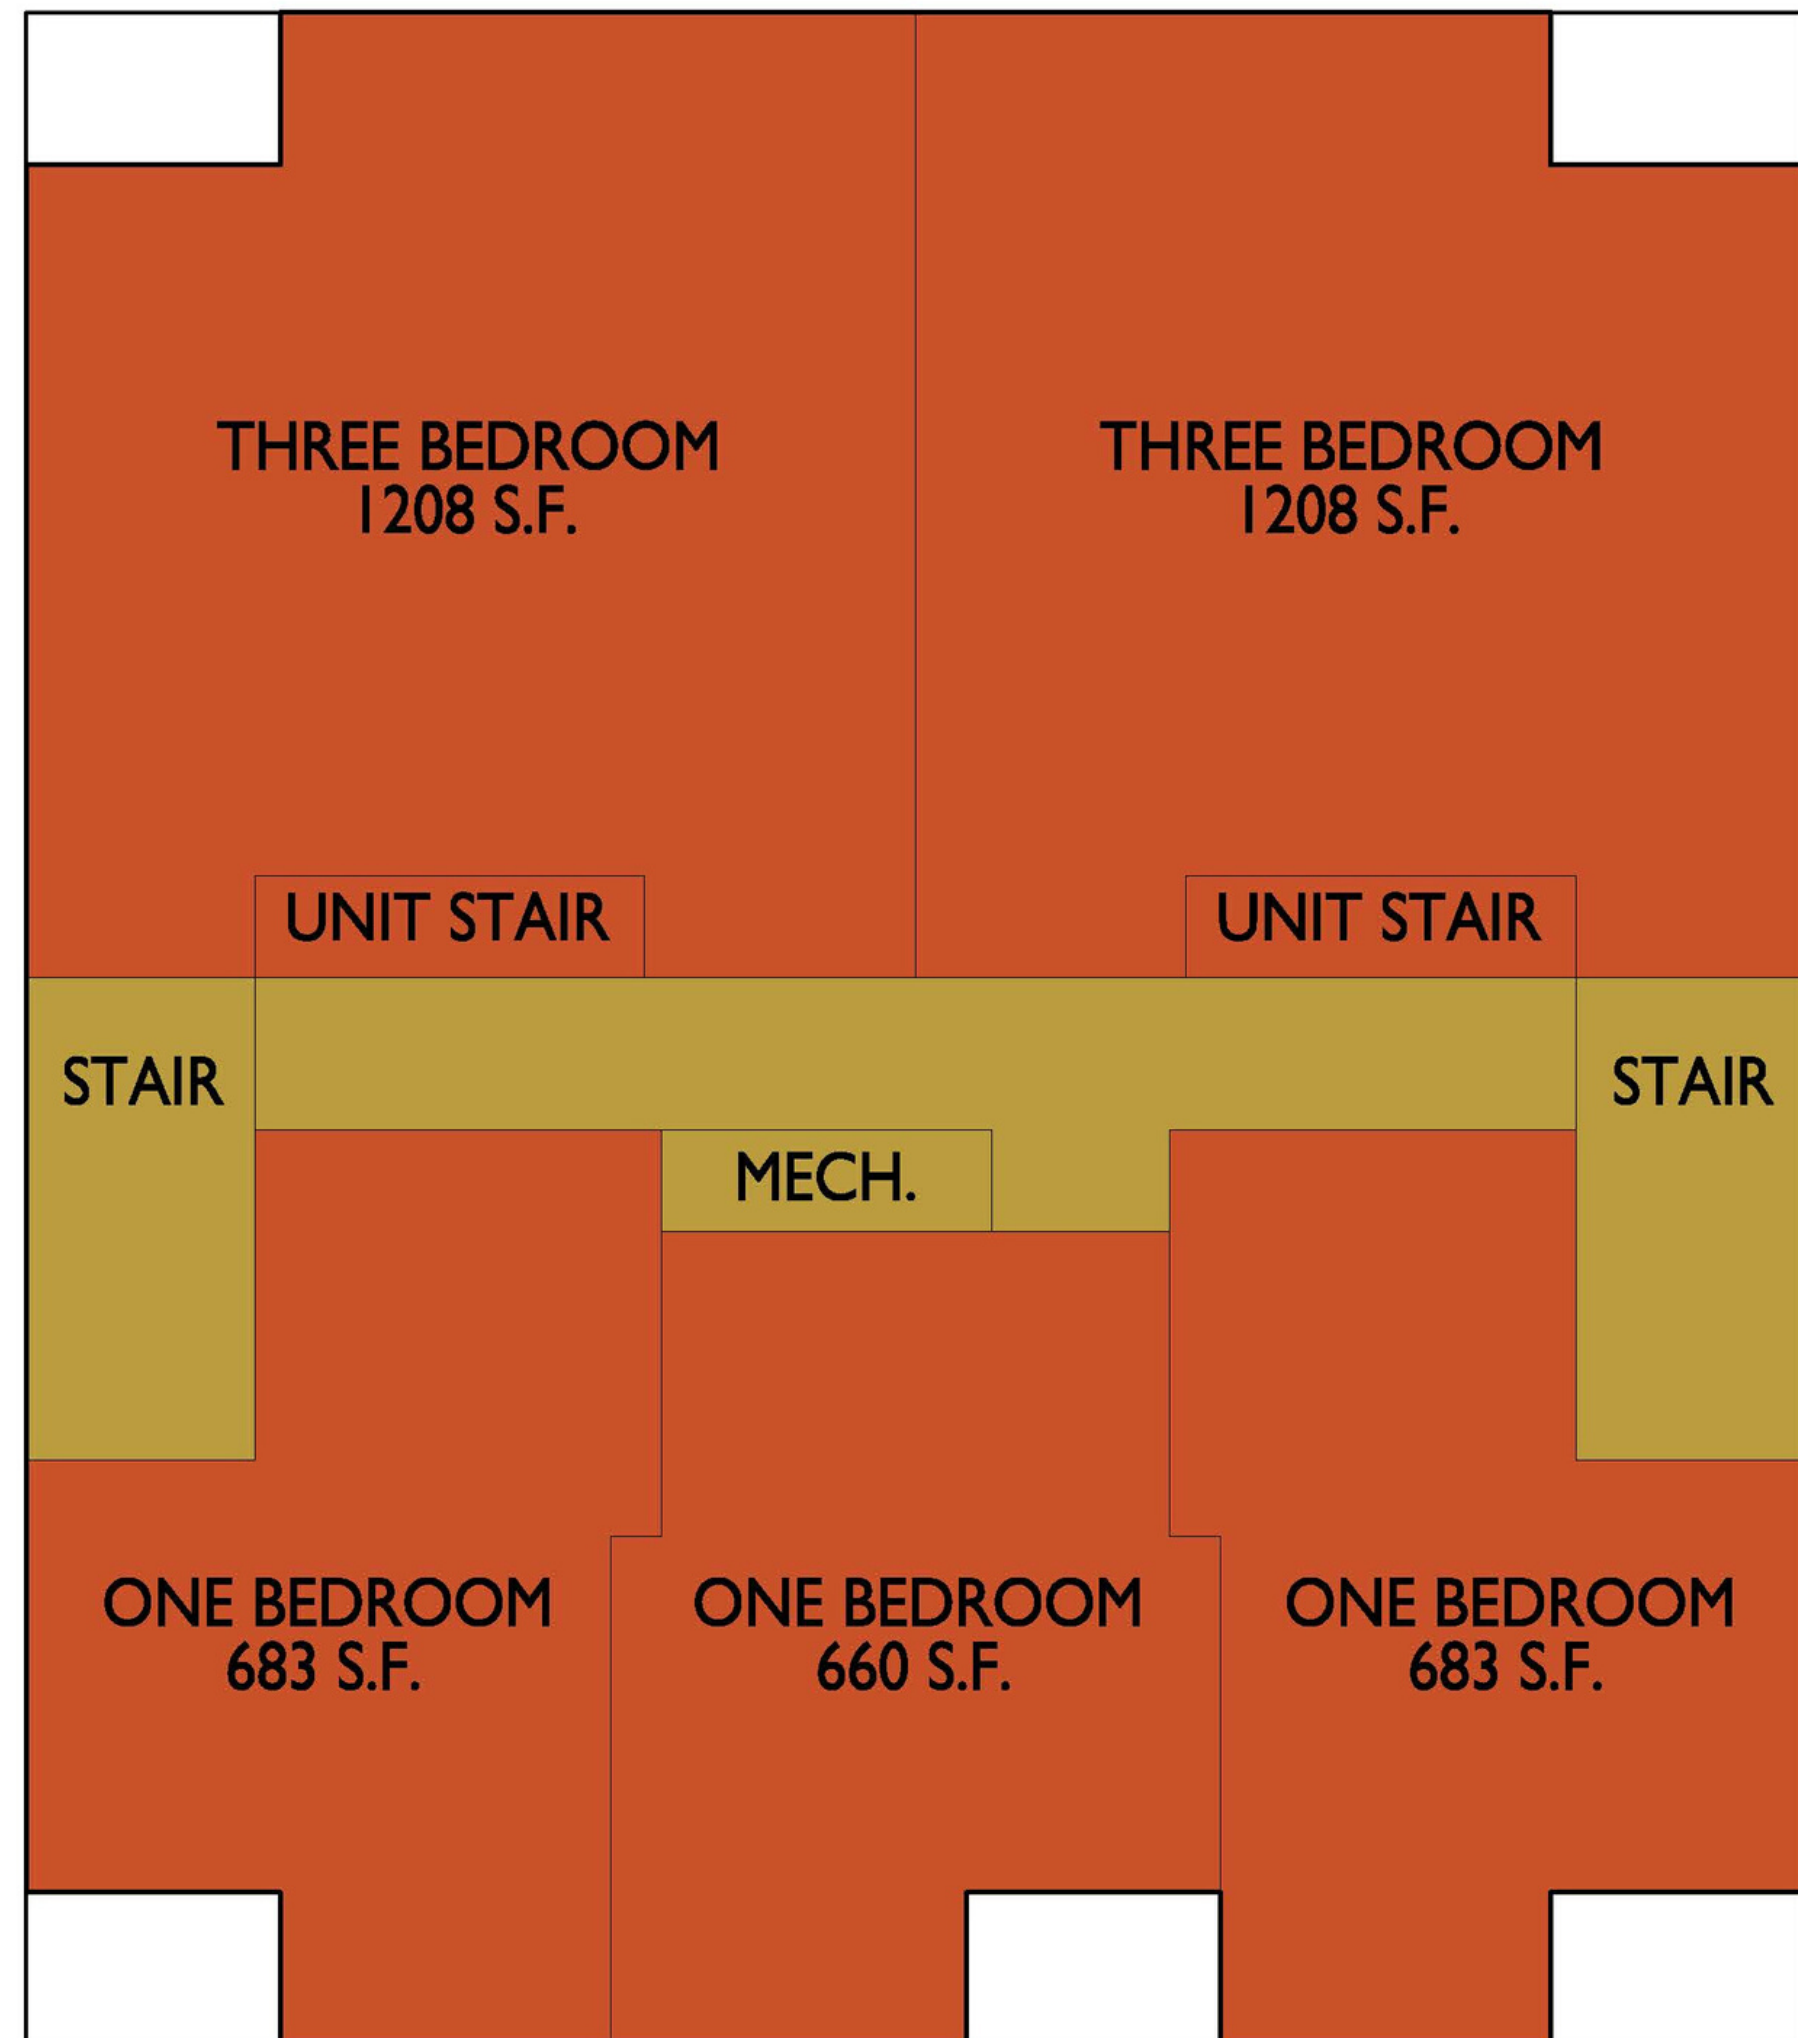 THREE BEDROOM
1208 S.F.
THREE BEDROOM
1208 S.F.
UNIT STAIR
UNIT STAIR
STAIR
STAIR
MECH.
ONE BEDROOM
683 S.F.
ONE BEDROOM
660 S.F.
ONE BEDROOM
683 S.F.